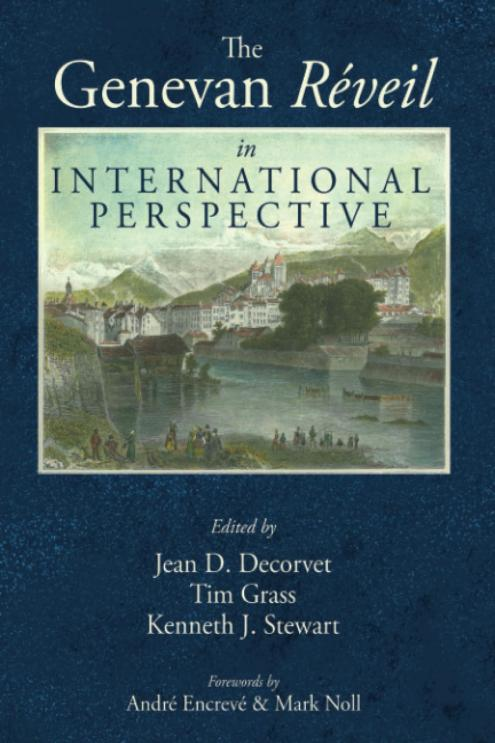 The
Genevan Réveil
in
INTERNATIONAL
PERSPECTIVE
Edited by
Jean D. Decorvet
Tim Grass
Kenneth J. Stewart
Forewords by
André Encrevé & Mark Noll